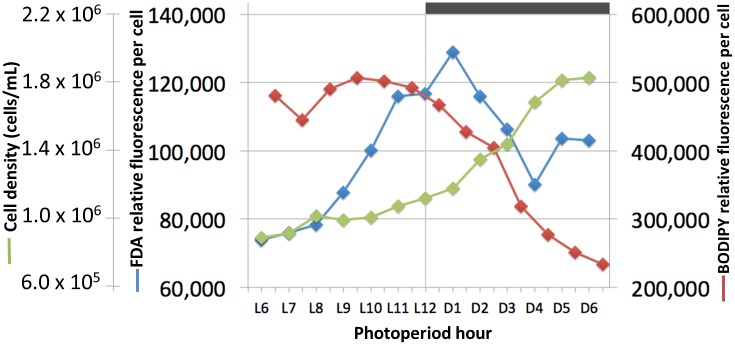 Cell density (cells/mL)
2.2 x 10⁶
1.8 x 10⁶
1.4 x 10⁶
1.0 x 10⁶
6.0 x 10⁵
FDA relative fluorescence per cell
140,000
120,000
100,000
80,000
60,000
600,000
500,000
400,000
300,000
200,000
BODIPY relative fluorescence per cell
L6 L7 L8 L9 L10 L11 L12 D1 D2 D3 D4 D5 D6
Photoperiod hour